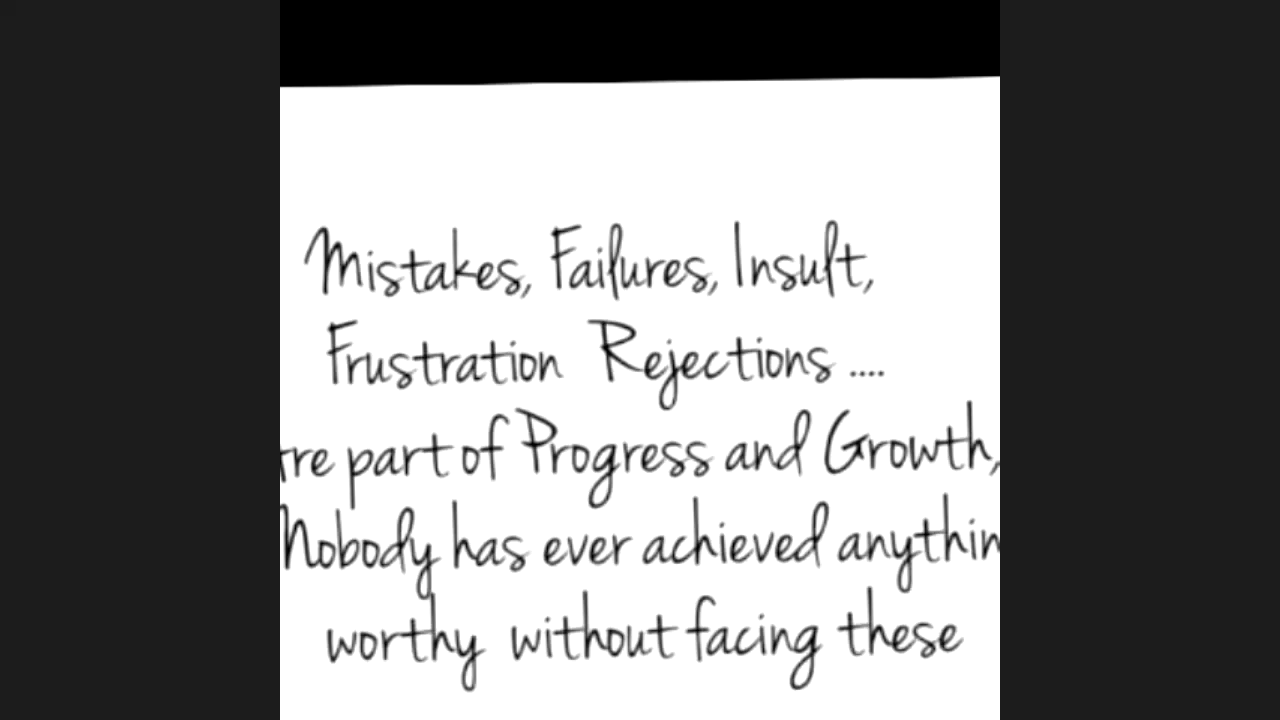 Mistakes, Failures, Insult,
Frustration Rejections ....
re part of Progress and Growth,
Nobody has ever achieved anythin
worthy without facing these